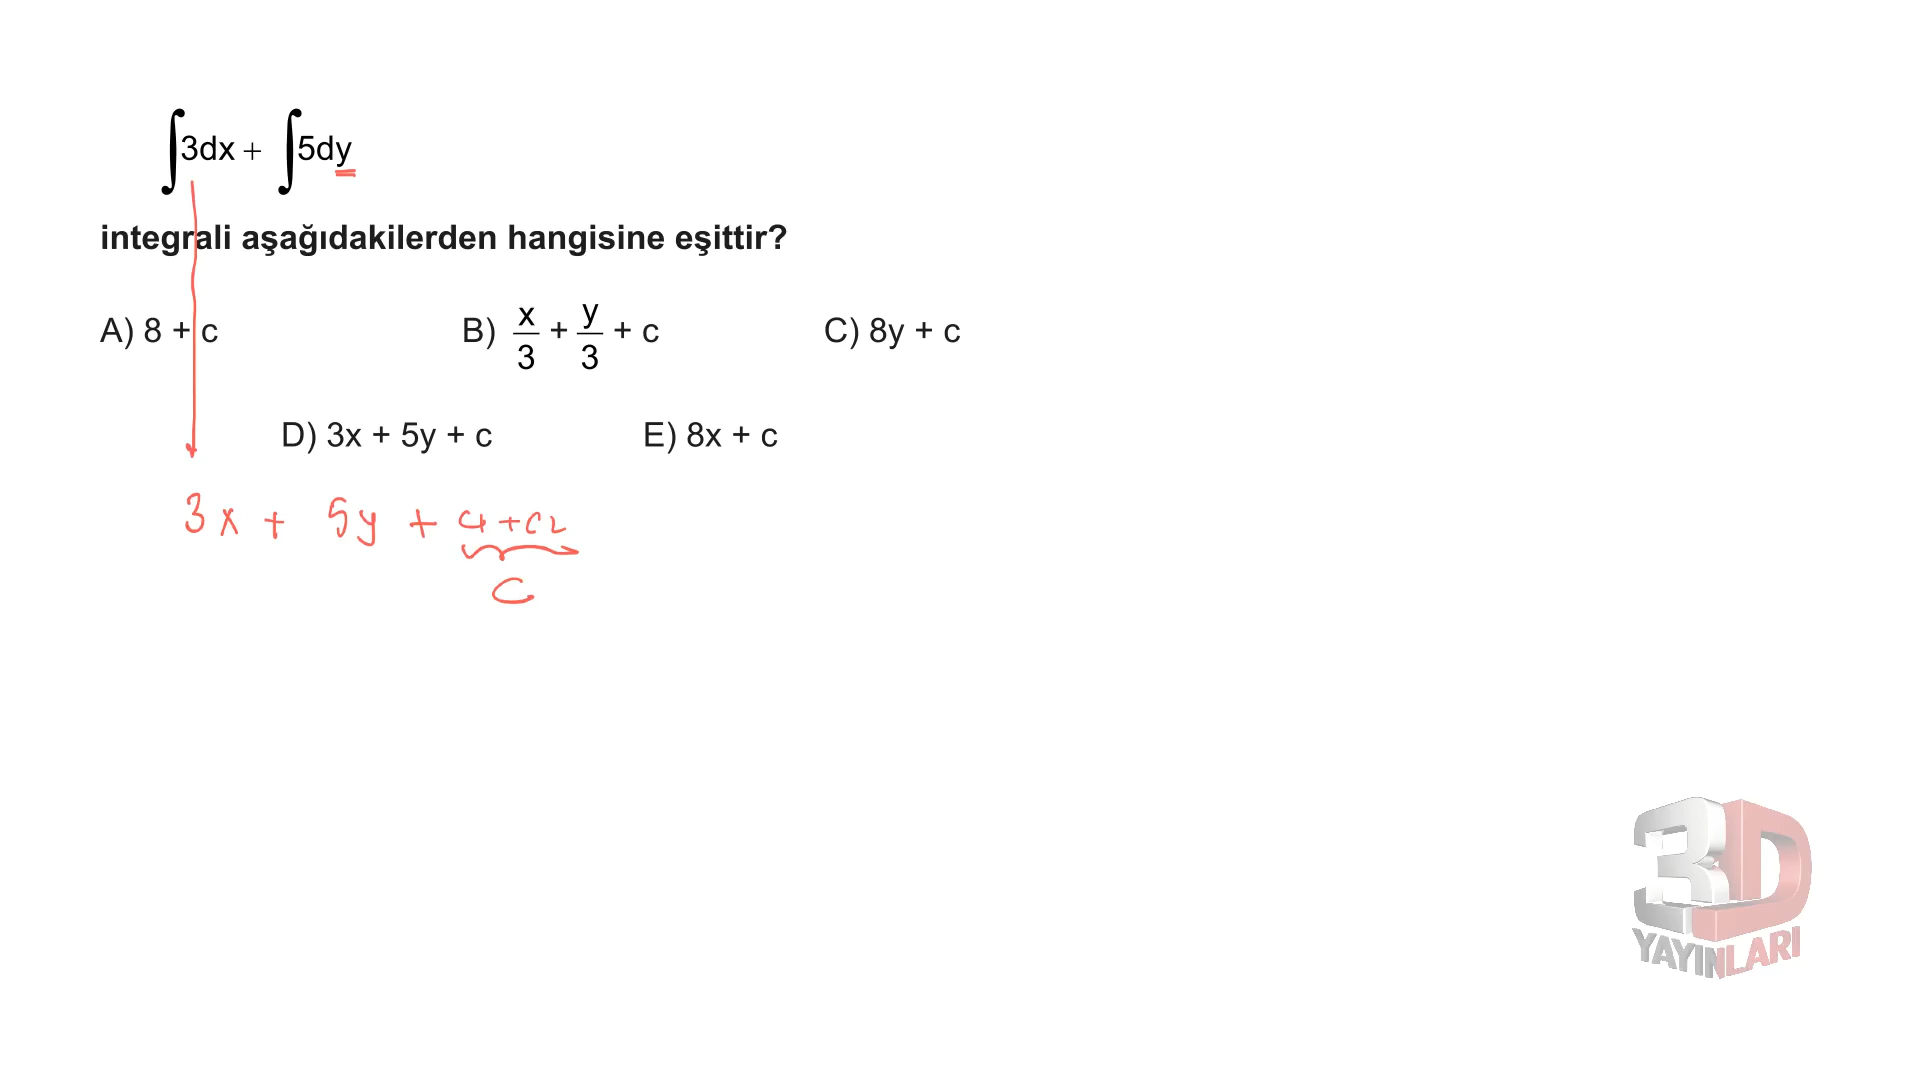 ∫3dx + ∫5dy
integrali aşağıdakilerden hangisine eşittir?
A) 8 + c B) x/3 + y/3 + c C) 8y + c
D) 3x + 5y + c E) 8x + c
3x + 5y + c1 + c2
C
3D
YAYINLARI